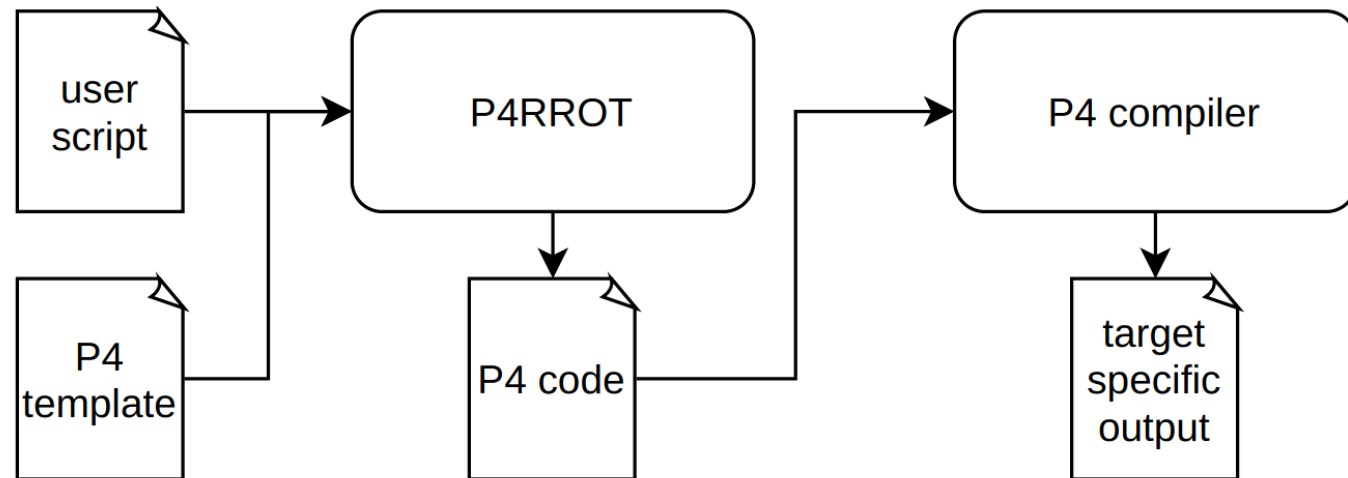 user
script
P4RROT
P4 compiler
P4
template
P4 code
target
specific
output